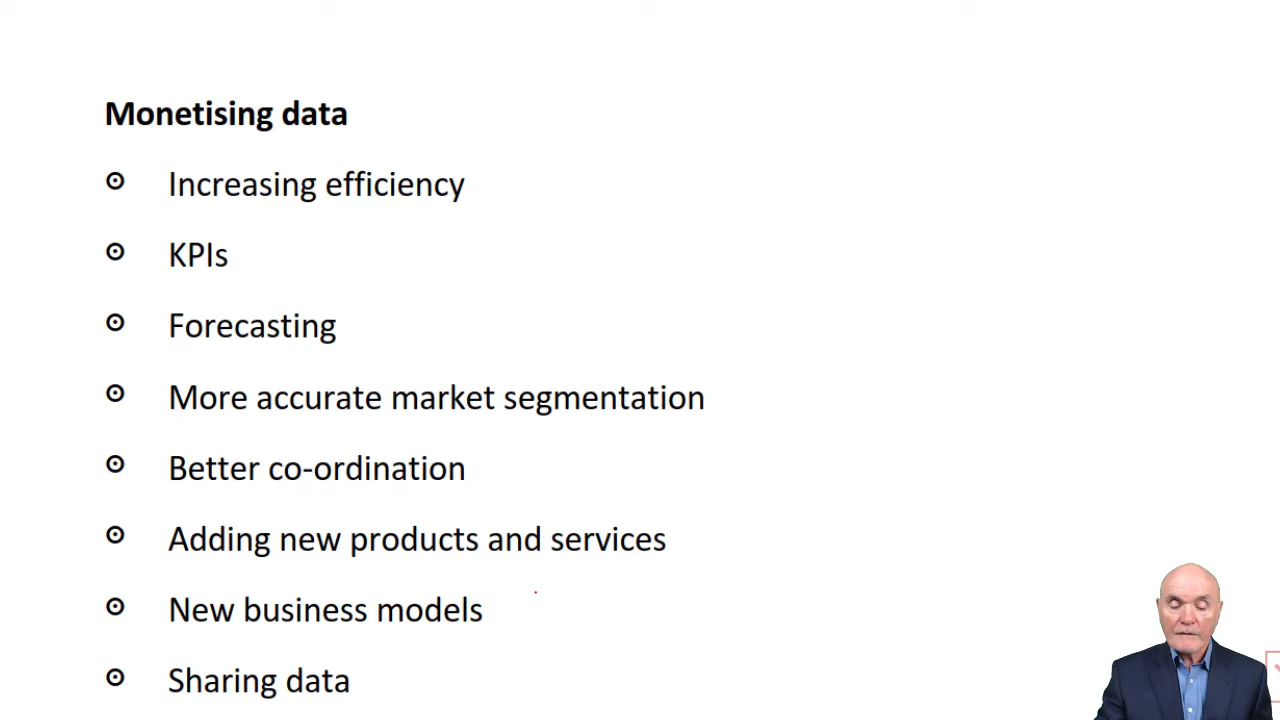 Monetising data
Increasing efficiency
KPIs
Forecasting
More accurate market segmentation
Better co-ordination
Adding new products and services
New business models
Sharing data